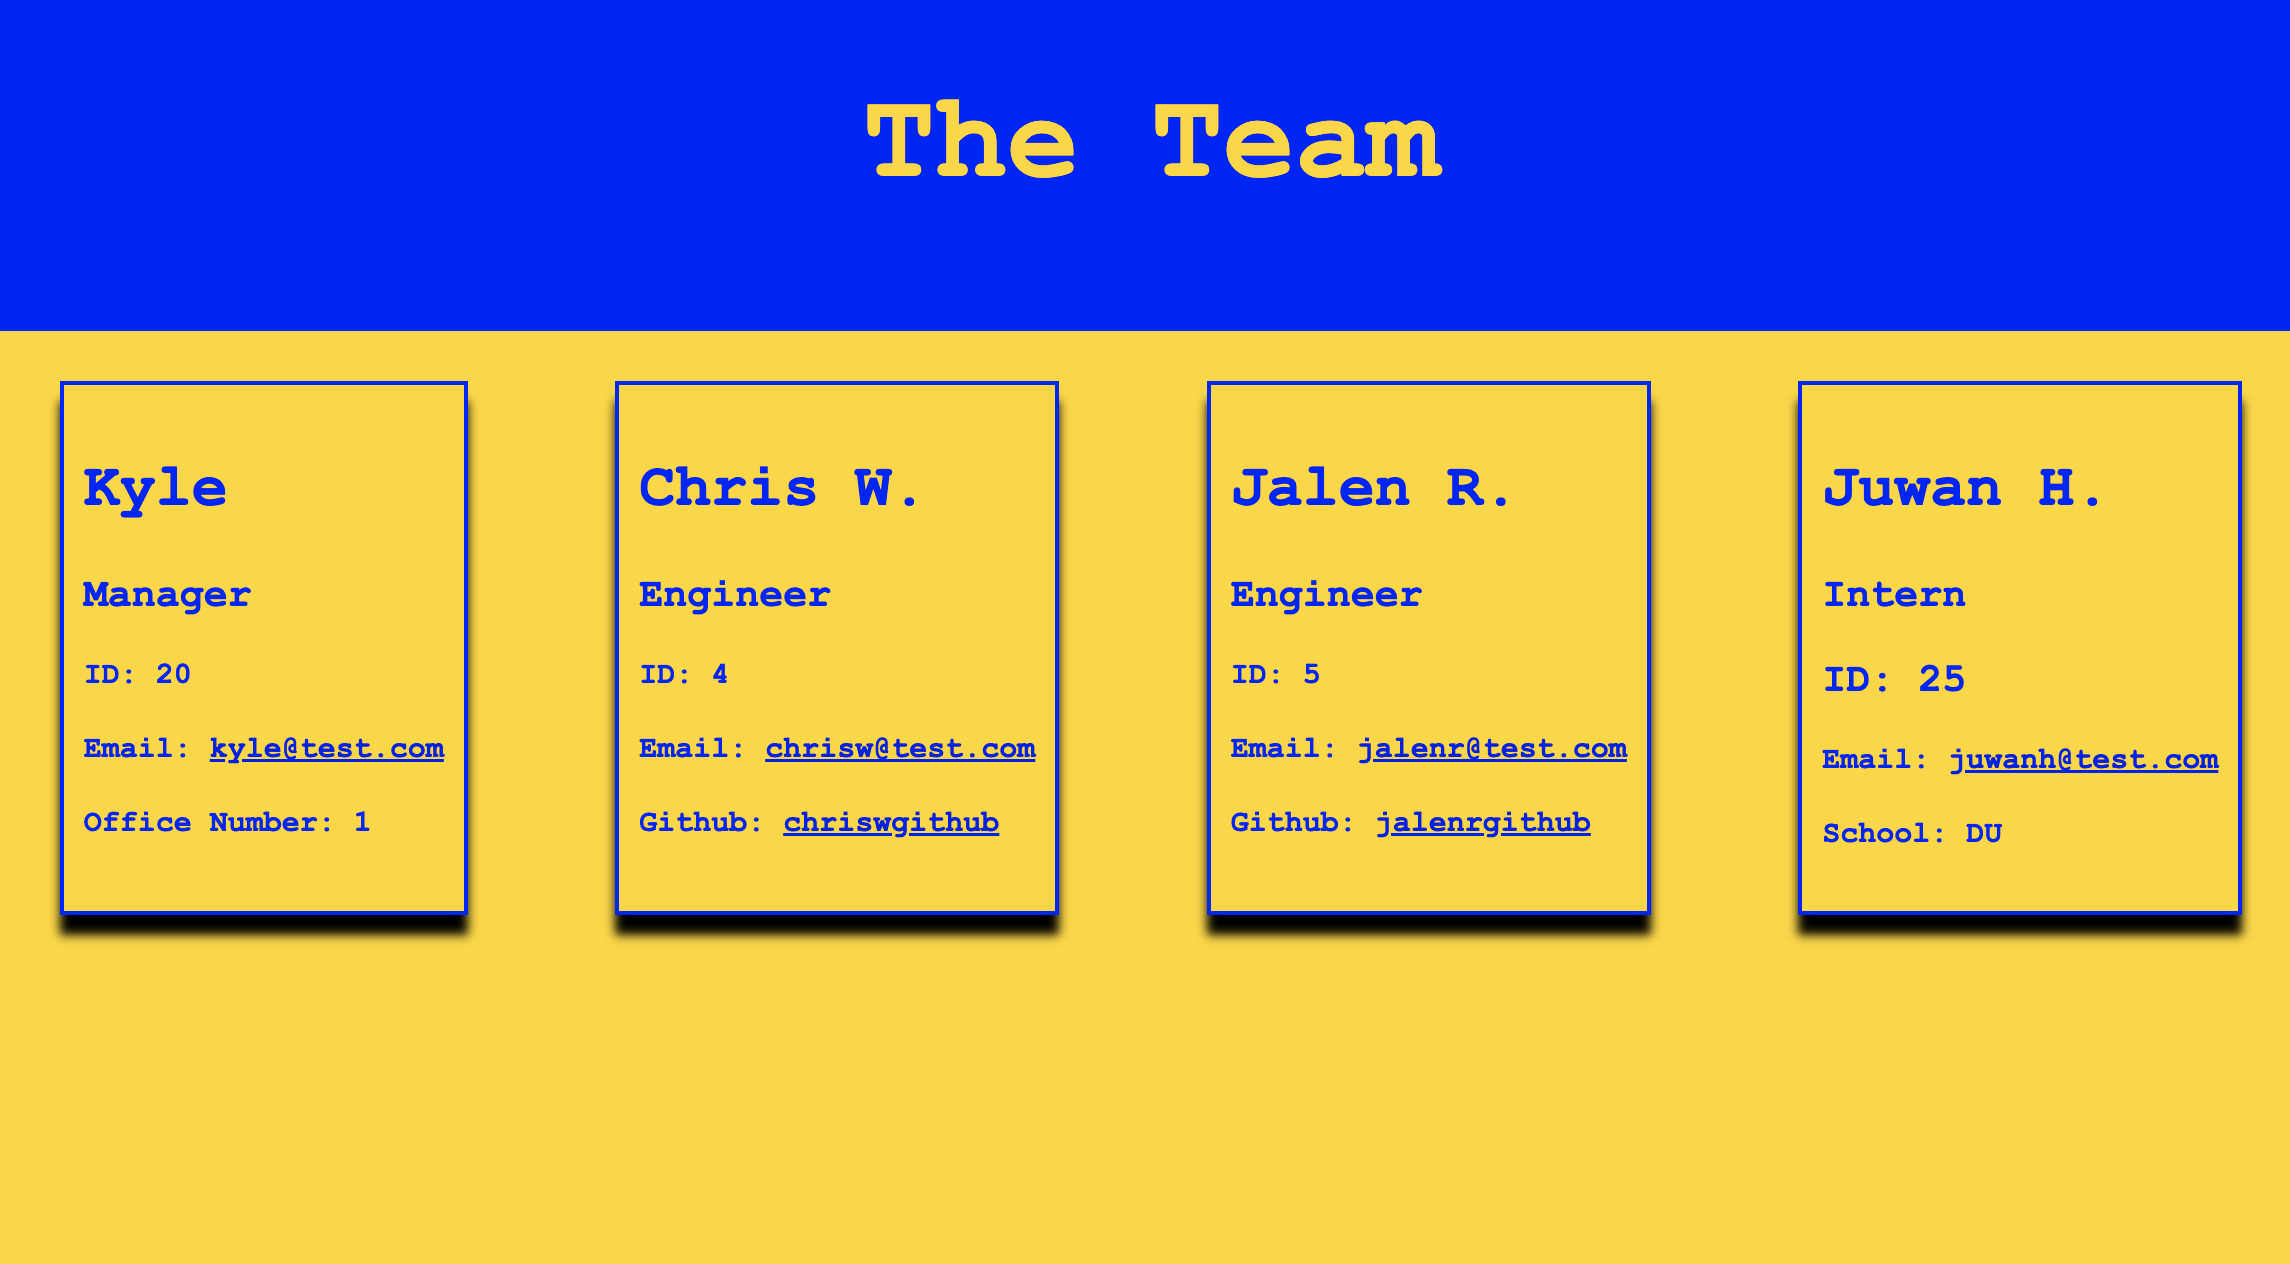 The Team
Kyle
Manager
ID: 20
Email: kyle@test.com
Office Number: 1
Chris W.
Engineer
ID: 4
Email: chrisw@test.com
Github: chriswgithub
Jalen R.
Engineer
ID: 5
Email: jalenr@test.com
Github: jalenrgithub
Juwan H.
Intern
ID: 25
Email: juwanh@test.com
School: DU